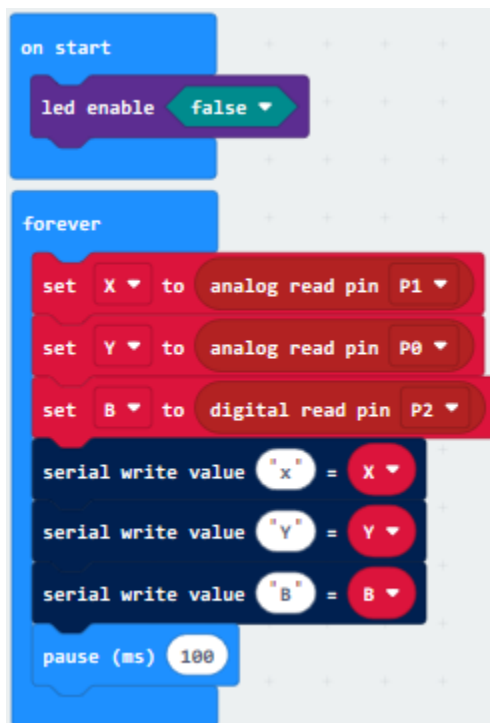 on start
led enable false
forever
set X to analog read pin P1
set Y to analog read pin P0
set B to digital read pin P2
serial write value "x" = X
serial write value "Y" = Y
serial write value "B" = B
pause (ms) 100